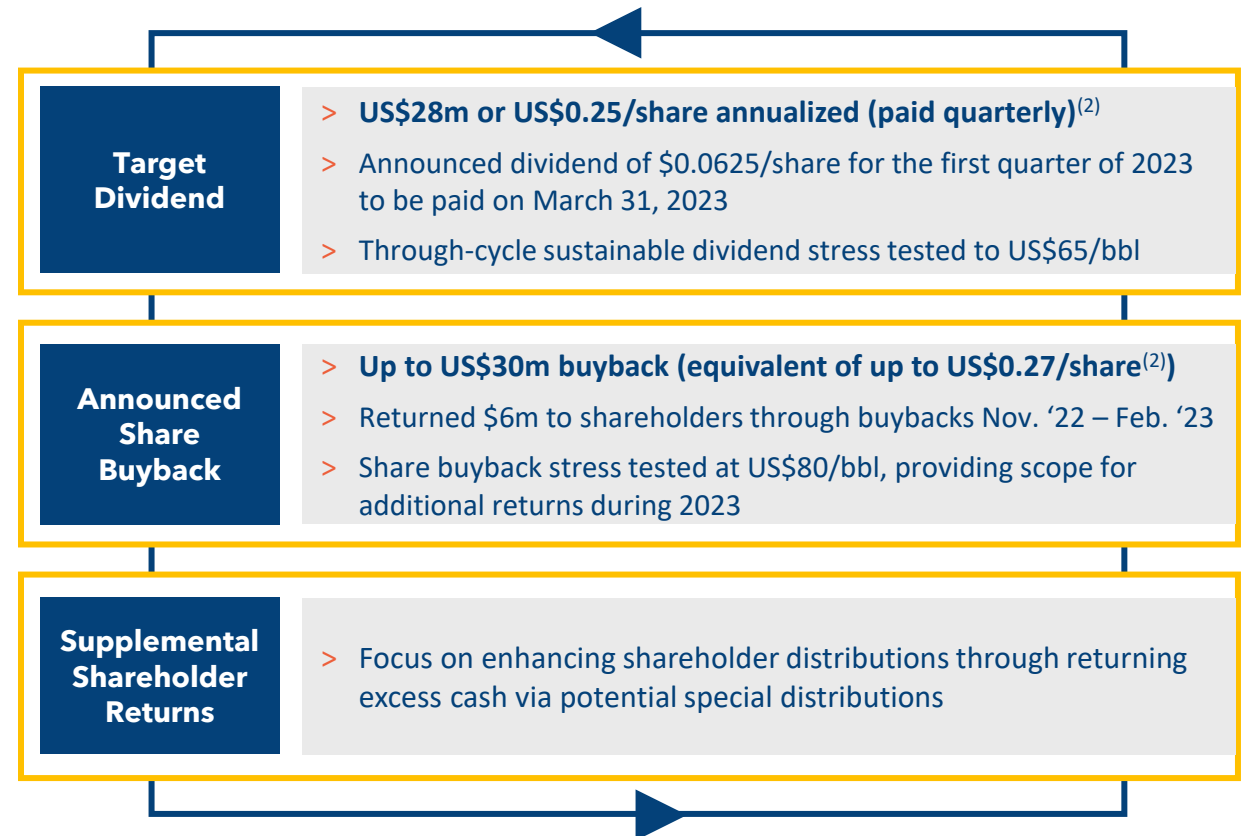 Target
Dividend
> US$28m or US$0.25/share annualized (paid quarterly)(2)
> Announced dividend of $0.0625/share for the first quarter of 2023
to be paid on March 31, 2023
> Through-cycle sustainable dividend stress tested to US$65/bbl
Announced
Share
Buyback
> Up to US$30m buyback (equivalent of up to US$0.27/share(2))
> Returned $6m to shareholders through buybacks Nov. ‘22 – Feb. ‘23
> Share buyback stress tested at US$80/bbl, providing scope for
additional returns during 2023
Supplemental
Shareholder
Returns
> Focus on enhancing shareholder distributions through returning
excess cash via potential special distributions